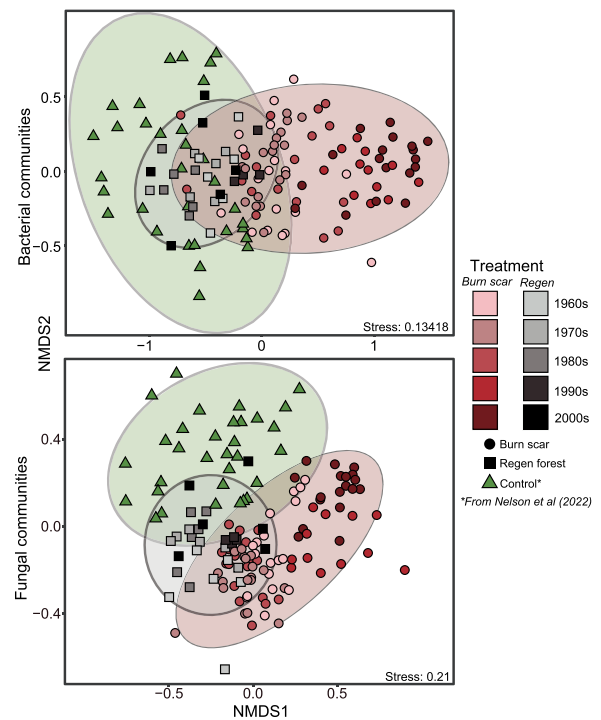 Bacterial communities
0.5
0.0
−0.5
Stress: 0.13418
−1
0
1
NMDS2
Fungal communities
0.4
0.0
−0.4
Stress: 0.21
−0.5
0.0
0.5
NMDS1
Treatment
Burn scar
Regen
1960s
1970s
1980s
1990s
2000s
Burn scar
Regen forest
Control*
*From Nelson et al (2022)